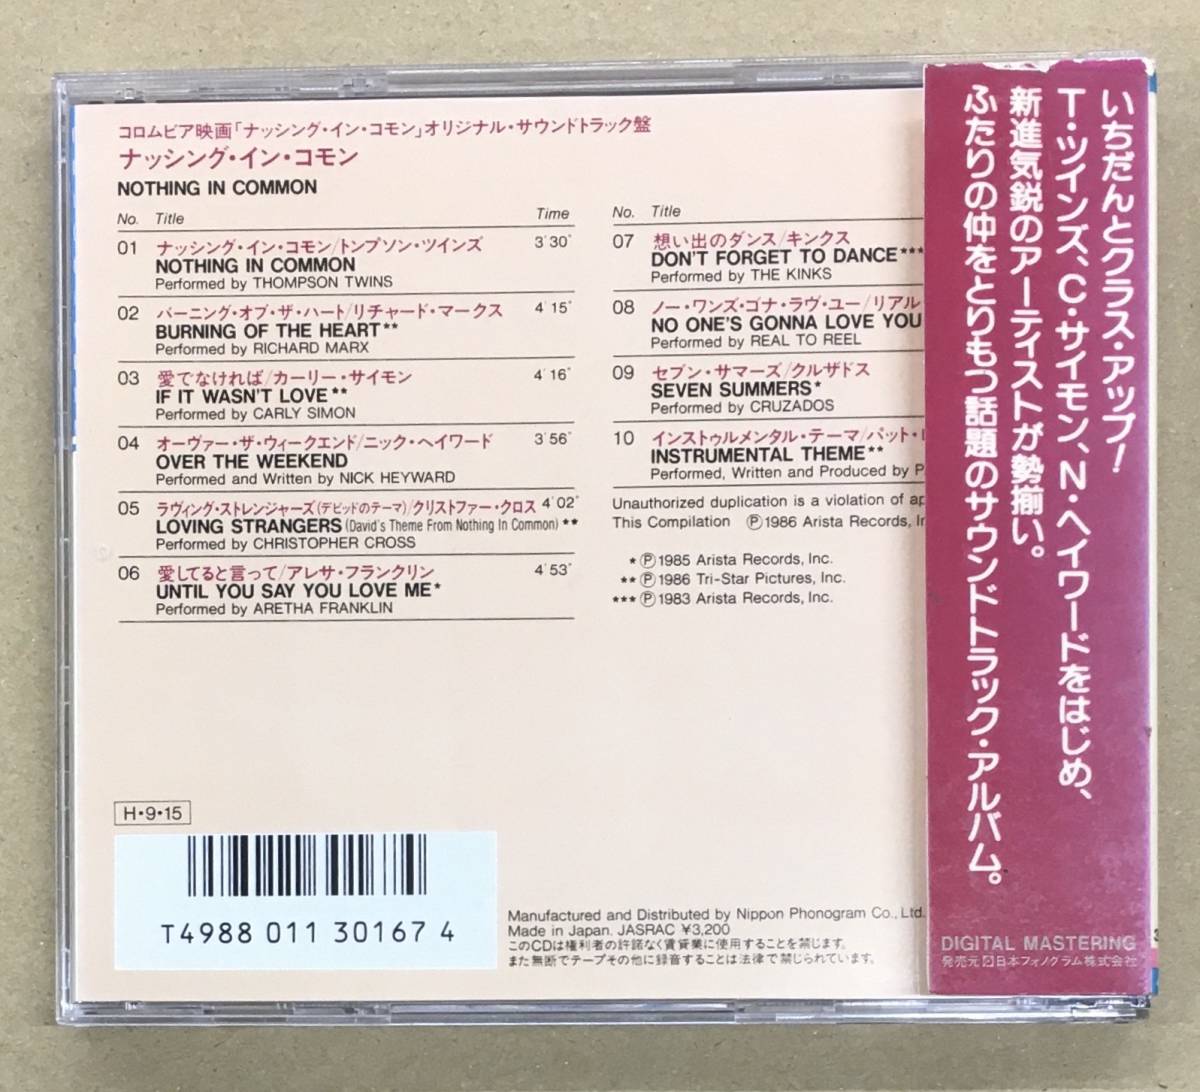 コロムビア映画「ナッシング・イン・コモン」オリジナル・サウンドトラック盤
ナッシング・イン・コモン
NOTHING IN COMMON
No. Title Time
01 ナッシング・イン・コモン/トンプソン・ツインズ 3'30"
NOTHING IN COMMON
Performed by THOMPSON TWINS
02 バーニング・オブ・ザ・ハート/リチャード・マークス 4'15"
BURNING OF THE HEART**
Performed by RICHARD MARX
03 愛でなければ/カーリー・サイモン 4'16"
IF IT WASN'T LOVE**
Performed by CARLY SIMON
04 オーヴァー・ザ・ウィークエンド/ニック・ヘイワード 3'56"
OVER THE WEEKEND
Performed and Written by NICK HEYWARD
05 ラヴィング・ストレンジャーズ(デビッドのテーマ)/クリストファー・クロス 4'02"
LOVING STRANGERS (David's Theme From Nothing In Common)**
Performed by CHRISTOPHER CROSS
06 愛してると言って/アレサ・フランクリン 4'53"
UNTIL YOU SAY YOU LOVE ME*
Performed by ARETHA FRANKLIN
No. Title
07 想い出のダンス/キンクス
DON'T FORGET TO DANCE***
Performed by THE KINKS
08 ノー・ワンズ・ゴナ・ラヴ・ユー/リアル
NO ONE'S GONNA LOVE YOU
Performed by REAL TO REEL
09 セブン・サマーズ/クルザドス
SEVEN SUMMERS*
Performed by CRUZADOS
10 インストゥルメンタル・テーマ/パット・
INSTRUMENTAL THEME**
Performed, Written and Produced by
Unauthorized duplication is a violation of
This Compilation ℗1986 Arista Records,
*℗1985 Arista Records, Inc.
**℗1986 Tri-Star Pictures, Inc.
***℗1983 Arista Records, Inc.
H・9・15
T4988 011 30167 4
Manufactured and Distributed by Nippon Phonogram Co., Ltd.
Made in Japan. JASRAC ¥3,200
このCDは権利者の許諾なく賃貸業に使用することを禁じます。
また無断でテープその他に録音することは法律で禁じられています。
いちだんとクラス・アップ!
T・ツインズ、C・サイモン、N・ヘイワードをはじめ、
新進気鋭のアーティストが勢揃い。
ふたりの仲をとりもつ話題のサウンドトラック・アルバム。
DIGITAL MASTERING
発売元 日本フォノグラム株式会社